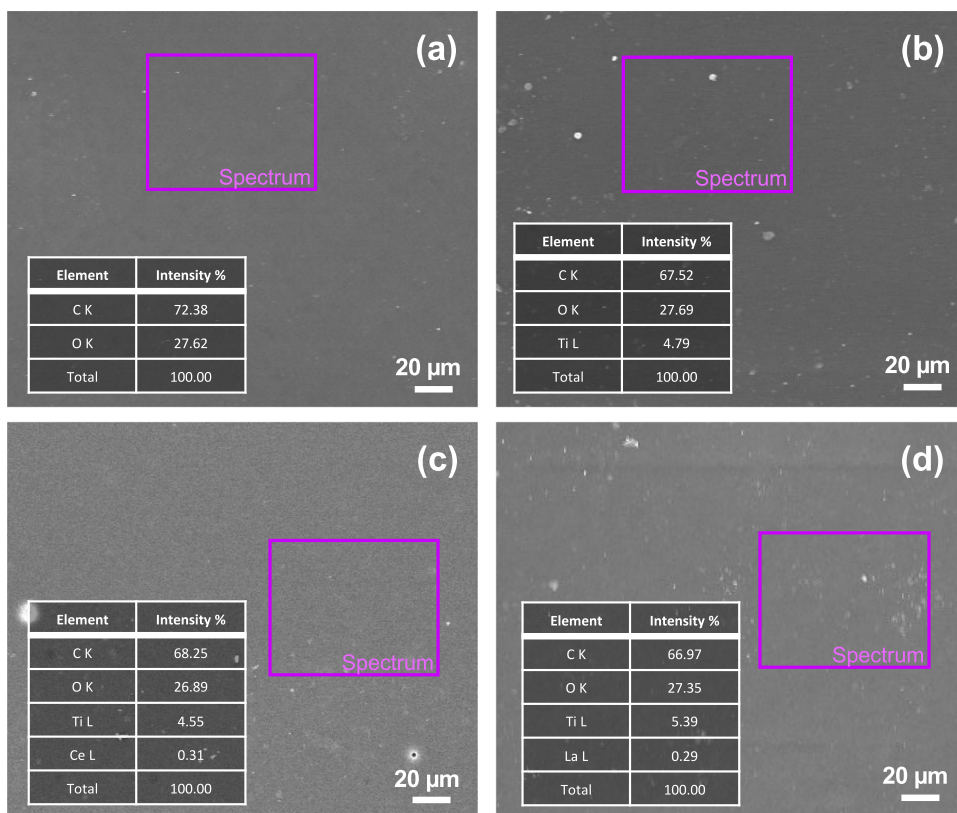 (a)
Spectrum
Element Intensity %
C K 72.38
O K 27.62
Total 100.00
20 µm
(b)
Spectrum
Element Intensity %
C K 67.52
O K 27.69
Ti L 4.79
Total 100.00
20 µm
(c)
Spectrum
Element Intensity %
C K 68.25
O K 26.89
Ti L 4.55
Ce L 0.31
Total 100.00
20 µm
(d)
Spectrum
Element Intensity %
C K 66.97
O K 27.35
Ti L 5.39
La L 0.29
Total 100.00
20 µm